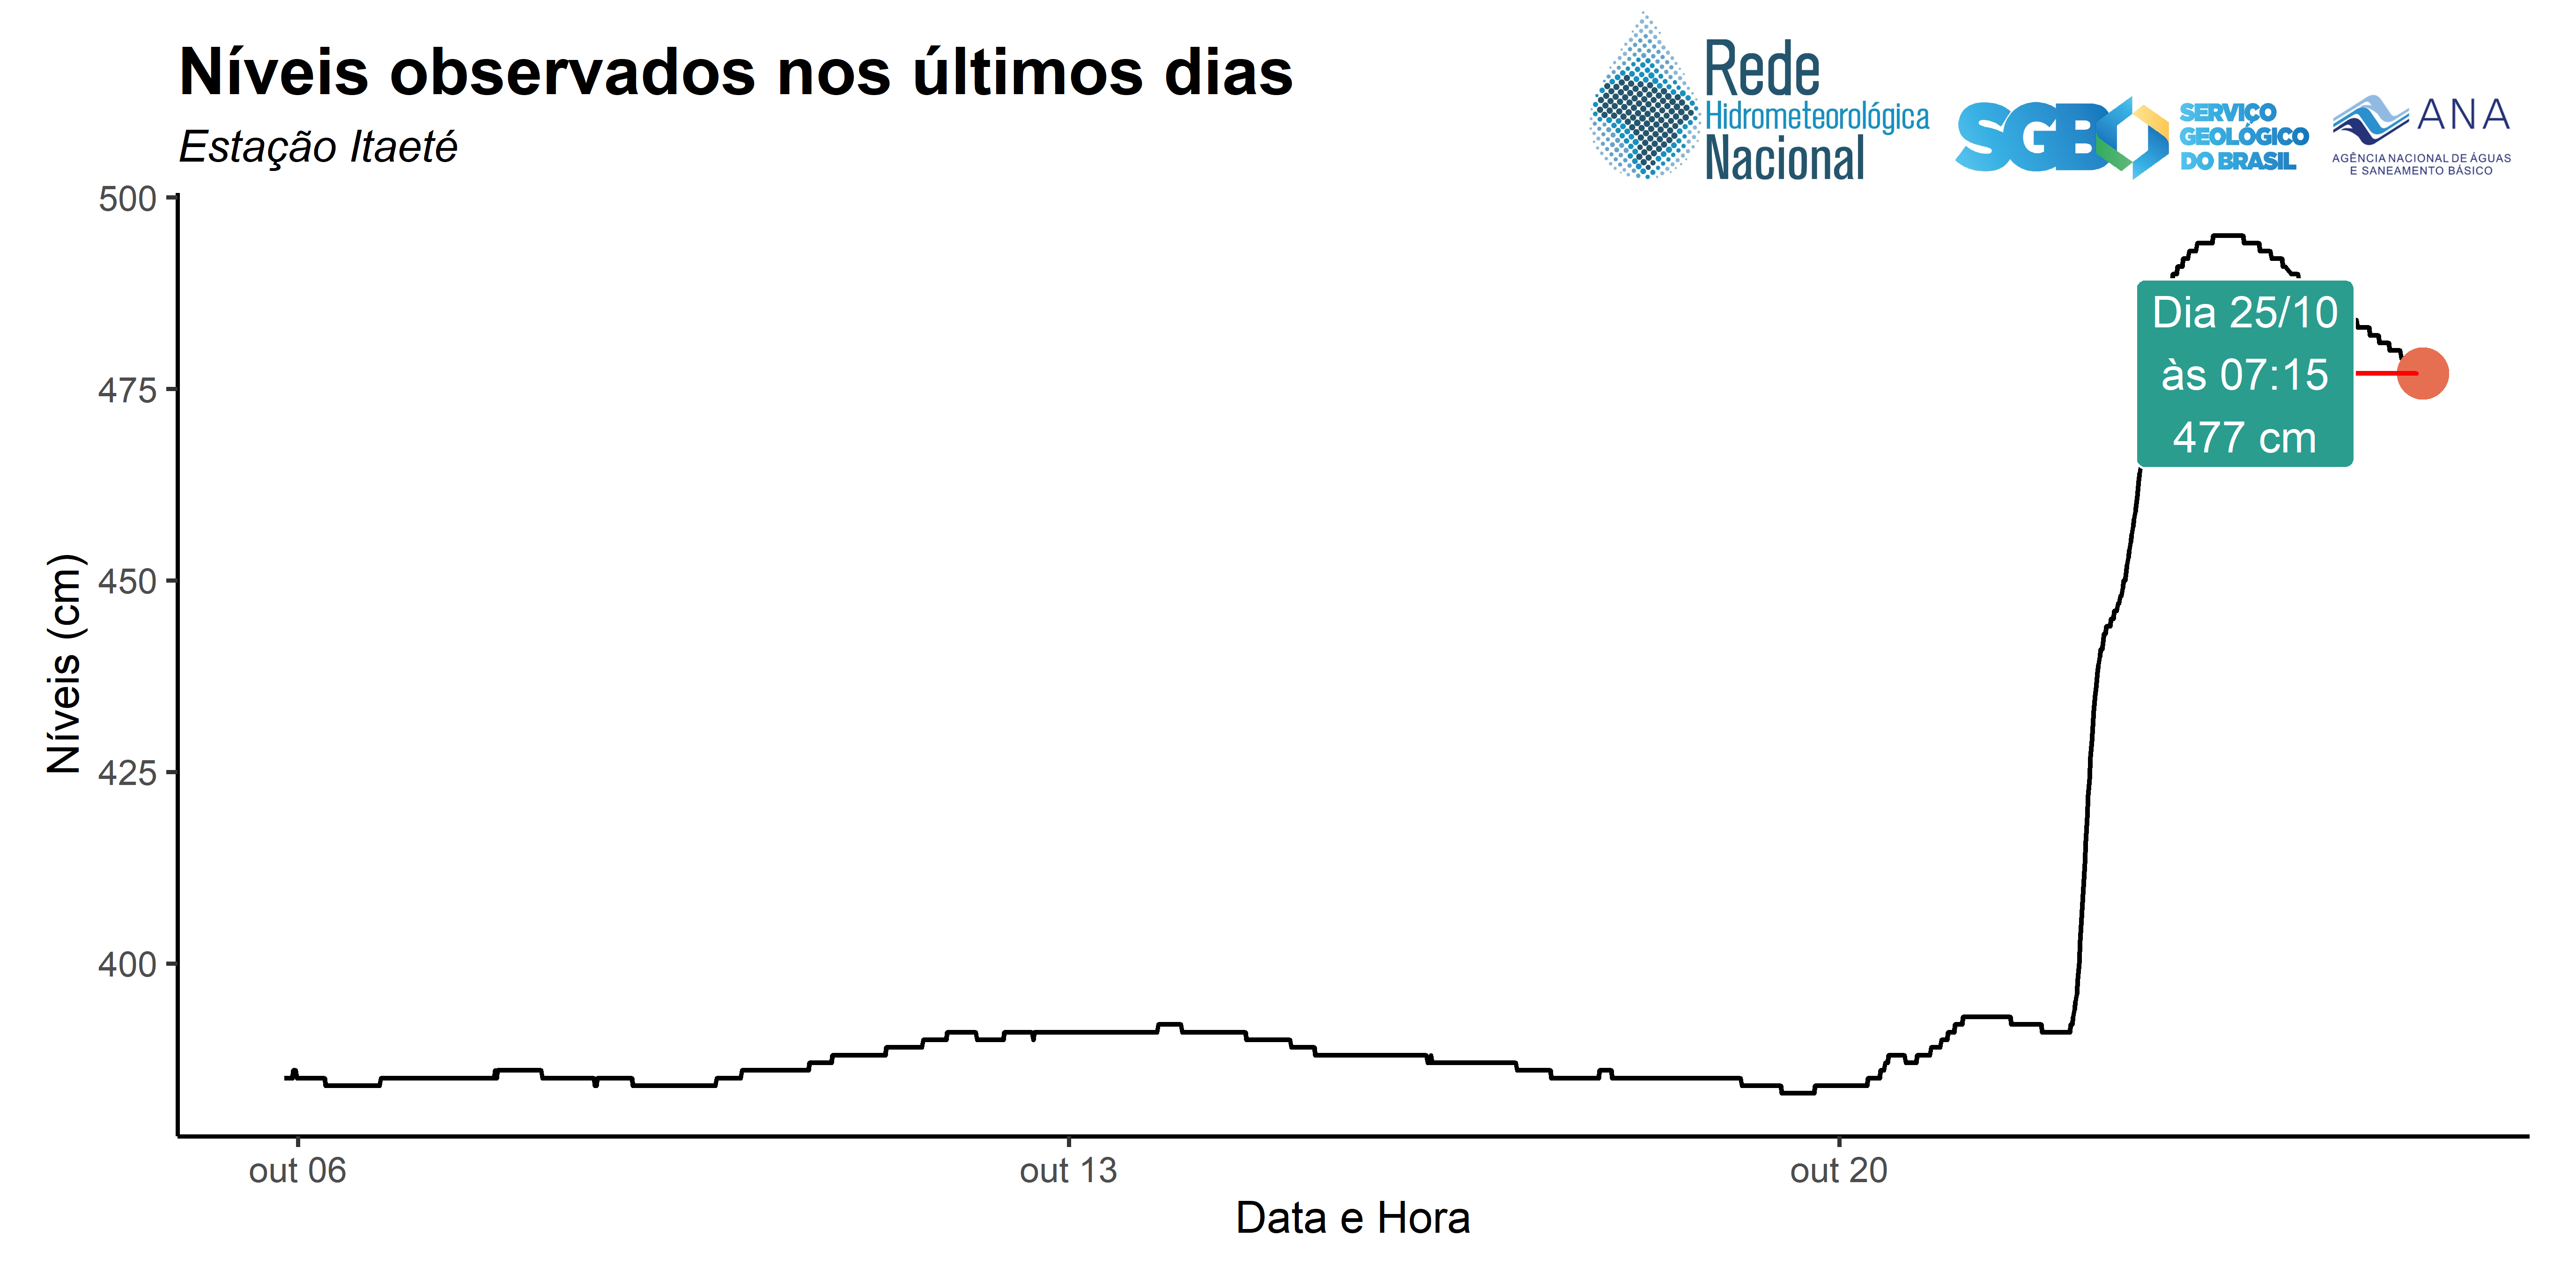 Níveis observados nos últimos dias
Estação Itaeté
Rede
Hidrometeorológica
Nacional
SGB
SERVIÇO
GEOLÓGICO
DO BRASIL
ANA
AGÊNCIA NACIONAL DE ÁGUAS
E SANEAMENTO BÁSICO
500
475
450
425
400
Níveis (cm)
Dia 25/10
às 07:15
477 cm
out 06
out 13
out 20
Data e Hora